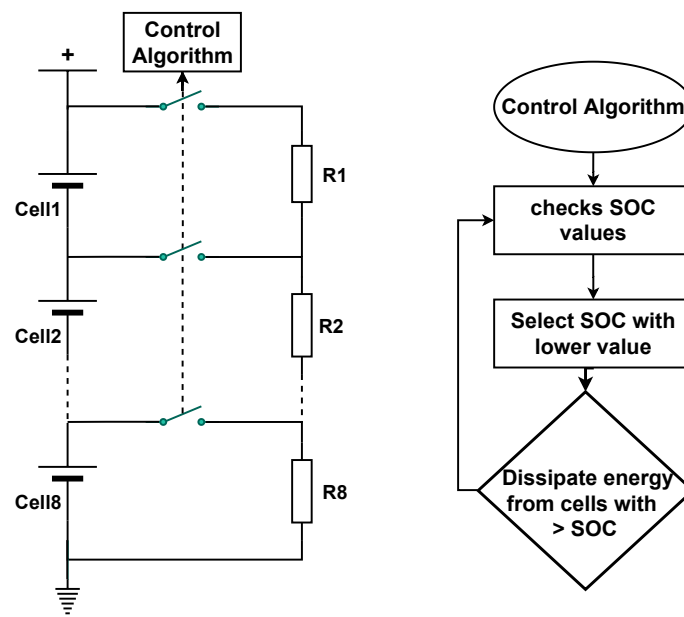 Control
Algorithm
+
R1
Cell1
Cell2
R2
Cell8
R8
Control Algorithm
checks SOC
values
Select SOC with
lower value
Dissipate energy
from cells with
> SOC